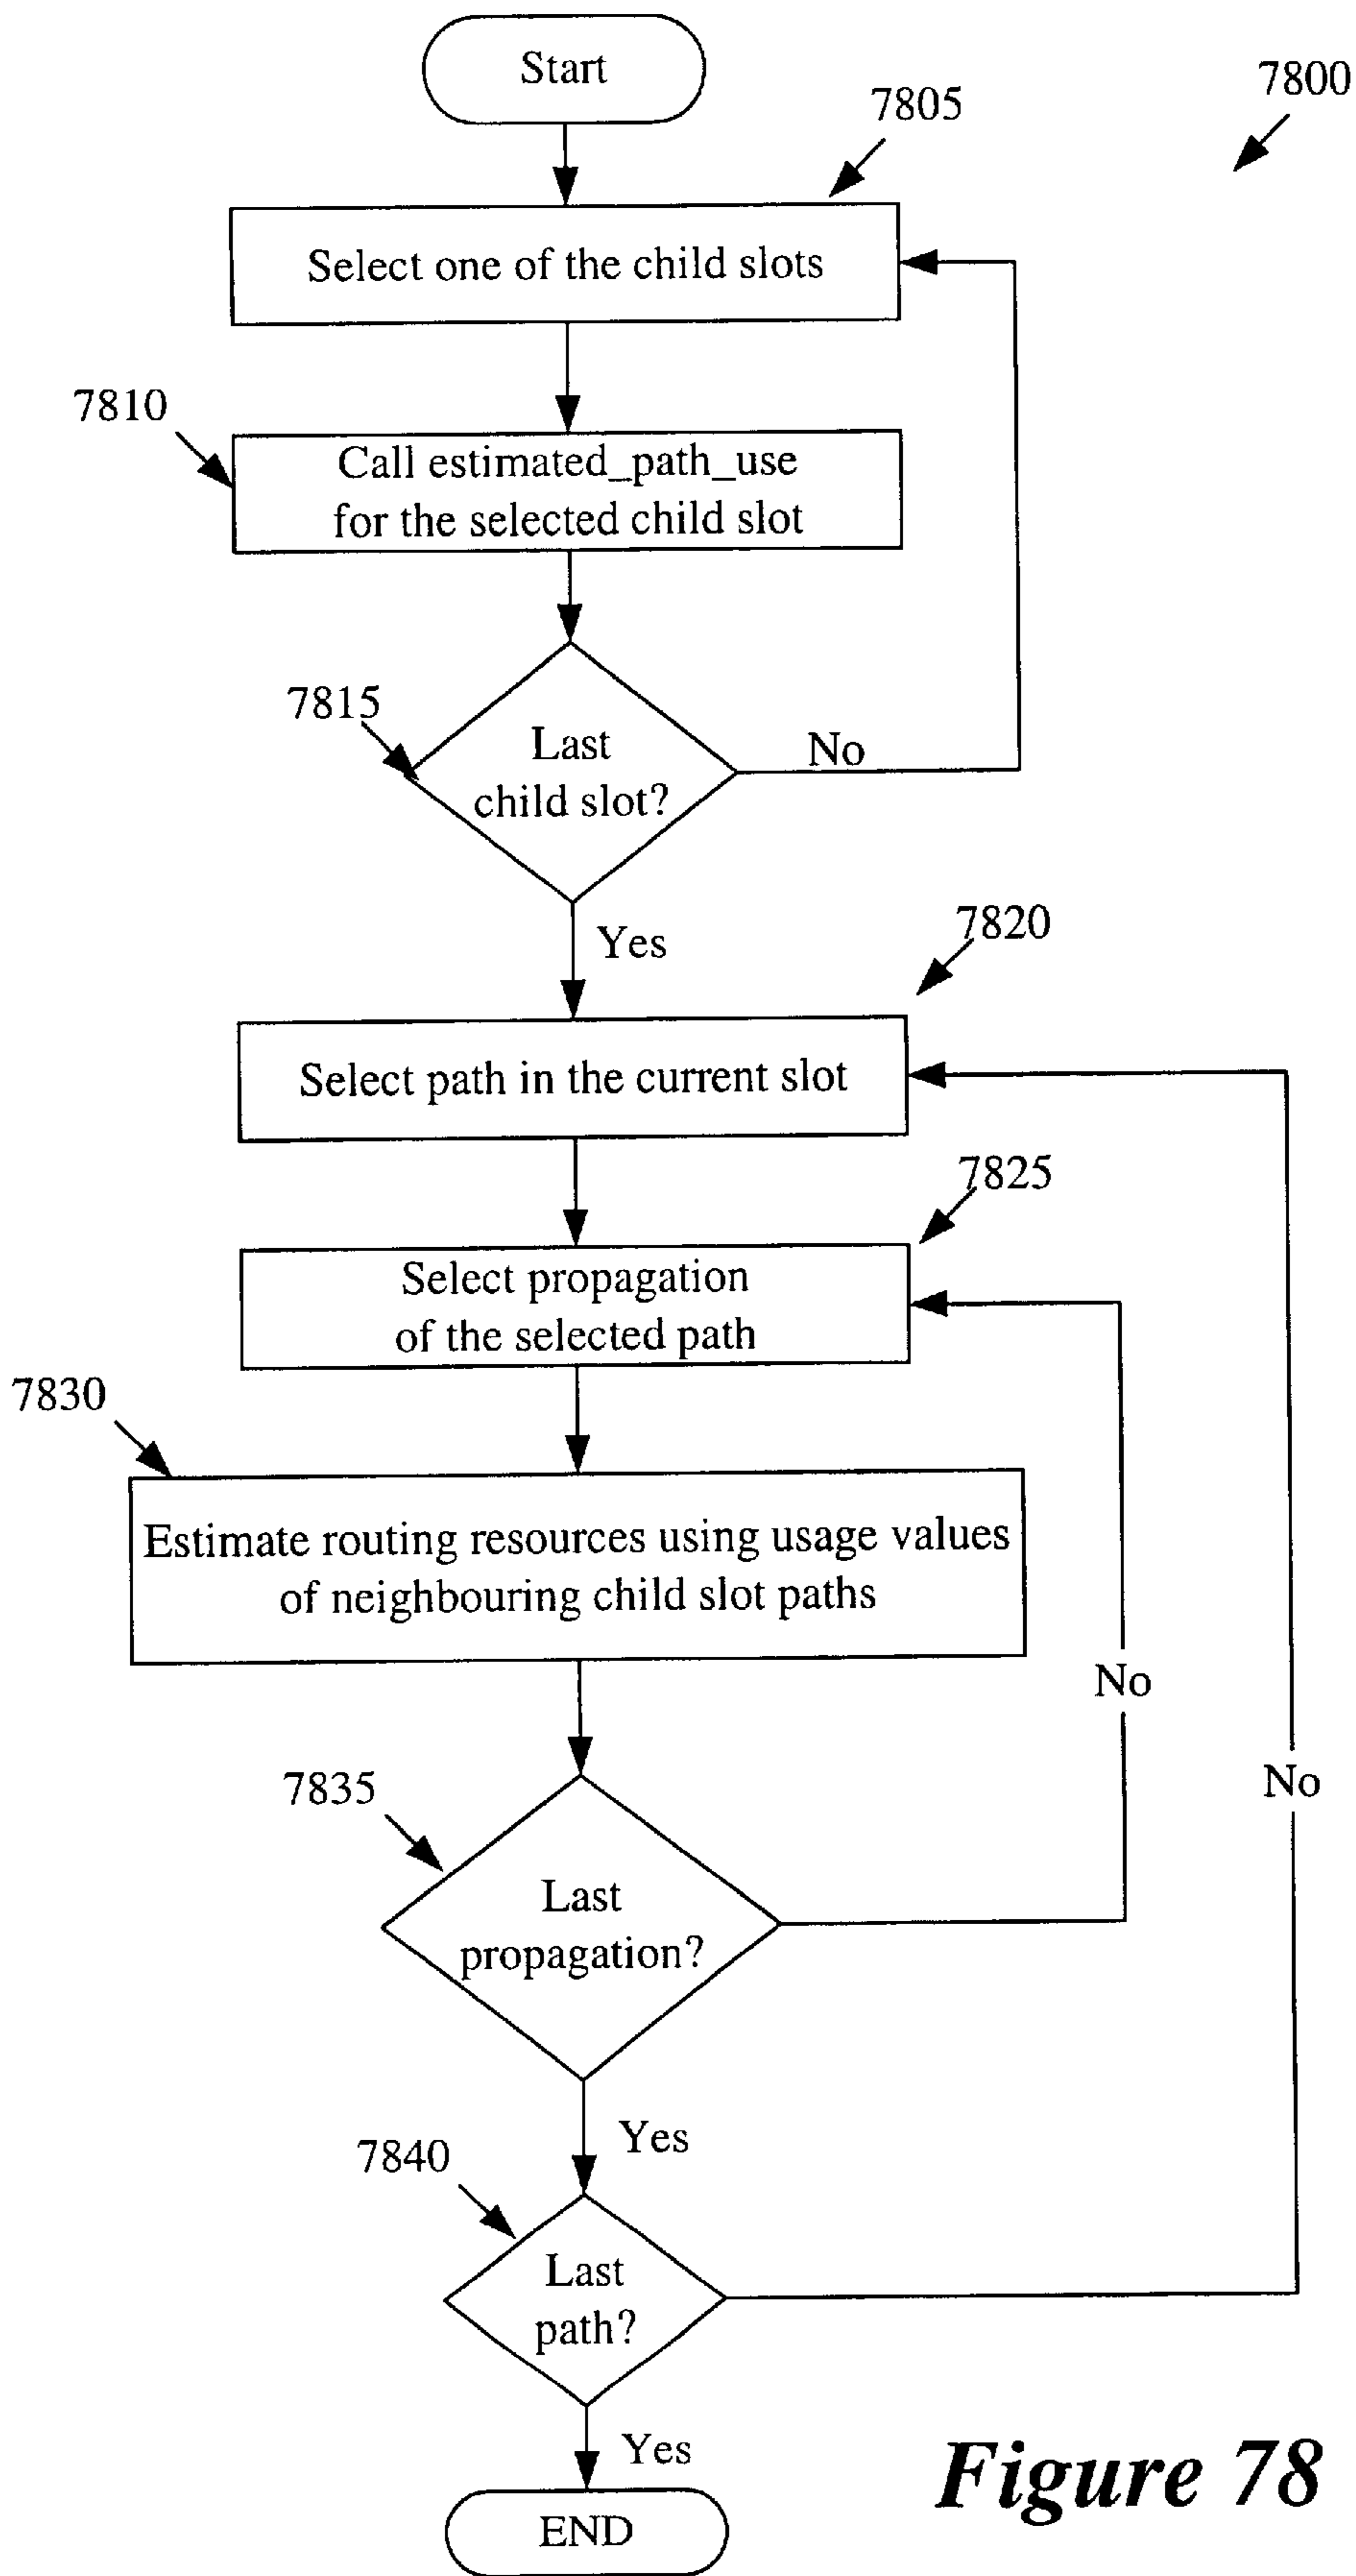 Start
7800
7805
Select one of the child slots
7810
Call estimated_path_use
for the selected child slot
7815
Last
child slot?
No
Yes
7820
Select path in the current slot
7825
Select propagation
of the selected path
7830
Estimate routing resources using usage values
of neighbouring child slot paths
No
No
7835
Last
propagation?
Yes
7840
Last
path?
Yes
END
Figure 78